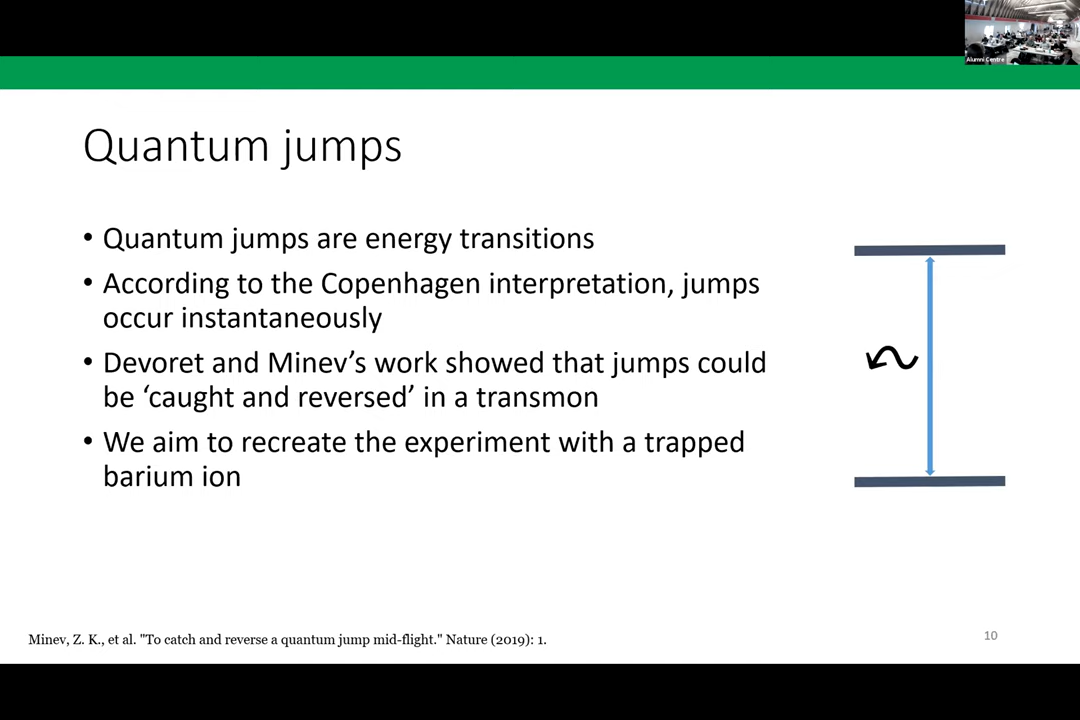 Alumni Centre
Quantum jumps
• Quantum jumps are energy transitions
• According to the Copenhagen interpretation, jumps
occur instantaneously
• Devoret and Minev’s work showed that jumps could
be ‘caught and reversed’ in a transmon
• We aim to recreate the experiment with a trapped
barium ion
Minev, Z. K., et al. "To catch and reverse a quantum jump mid-flight." Nature (2019): 1.
10